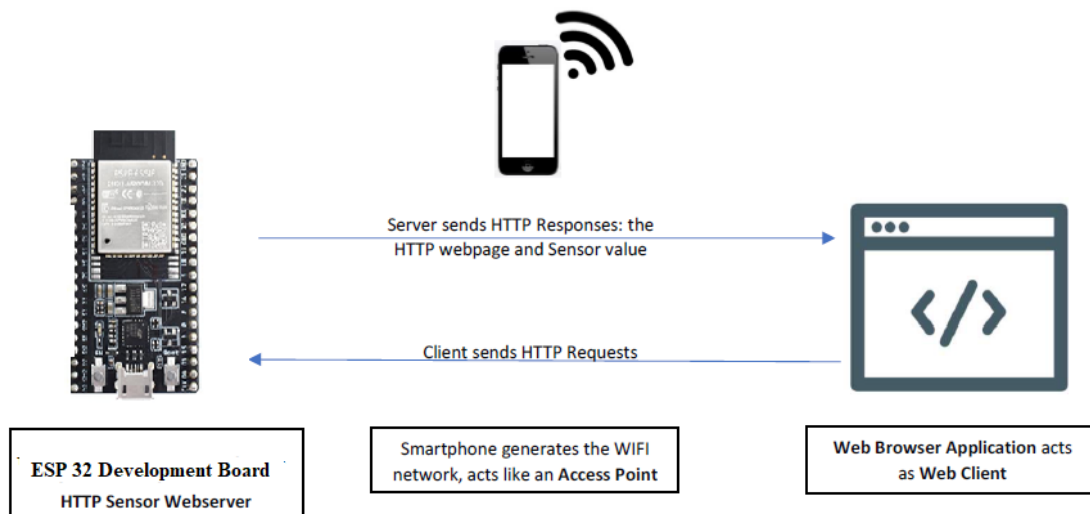 Server sends HTTP Responses: the
HTTP webpage and Sensor value
Client sends HTTP Requests
ESP 32 Development Board
HTTP Sensor Webserver
Smartphone generates the WIFI
network, acts like an Access Point
Web Browser Application acts
as Web Client